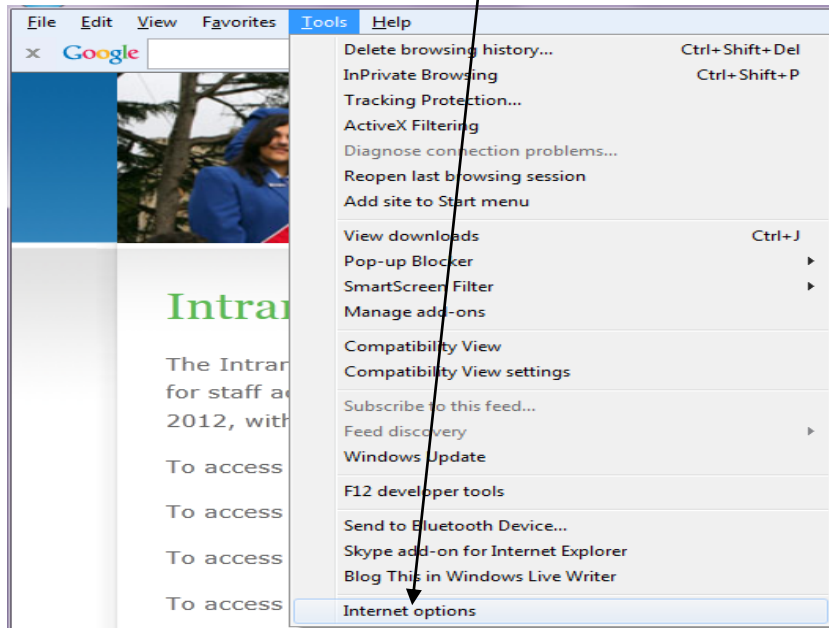 File Edit View Favorites Tools Help
x Google
Delete browsing history... Ctrl+Shift+Del
InPrivate Browsing Ctrl+Shift+P
Tracking Protection...
ActiveX Filtering
Diagnose connection problems...
Reopen last browsing session
Add site to Start menu
View downloads Ctrl+J
Pop-up Blocker
SmartScreen Filter
Manage add-ons
Compatibility View
Compatibility View settings
Subscribe to this feed...
Feed discovery
Windows Update
F12 developer tools
Send to Bluetooth Device...
Skype add-on for Internet Explorer
Blog This in Windows Live Writer
Internet options
Intra
The Intra
for staff a
2012, with
To access
To access
To access
To access